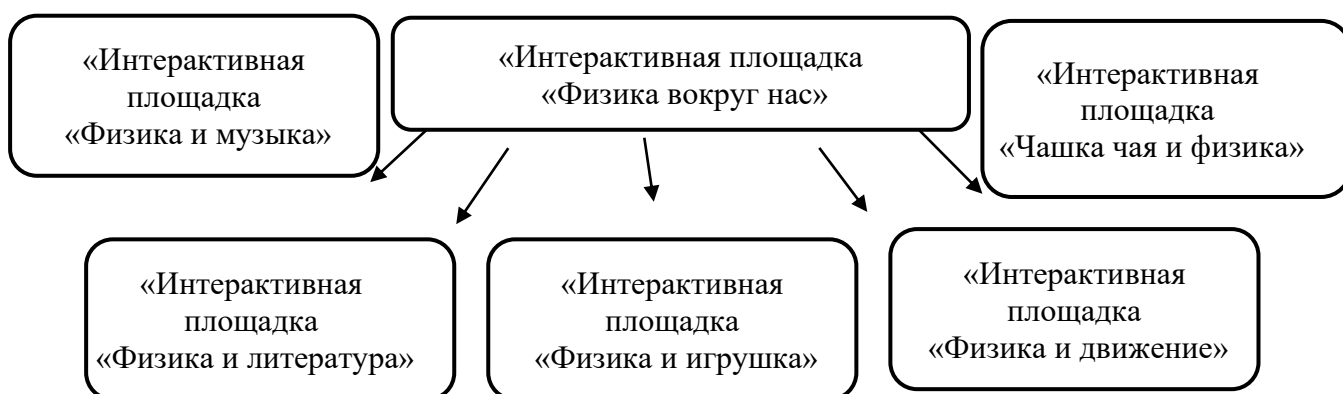 «Интерактивная
площадка
«Физика и музыка»
«Интерактивная площадка
«Физика вокруг нас»
«Интерактивная
площадка
«Чашка чая и физика»
«Интерактивная
площадка
«Физика и литература»
«Интерактивная
площадка
«Физика и игрушка»
«Интерактивная
площадка
«Физика и движение»